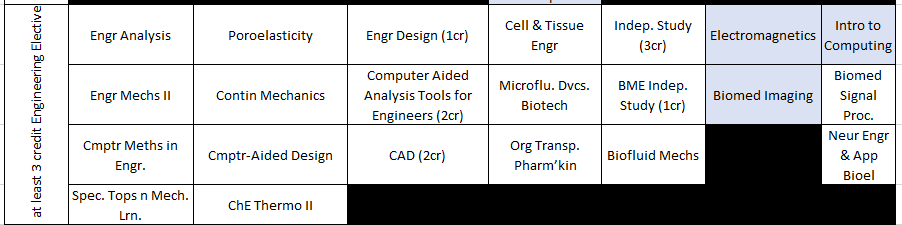 at least 3 credit Engineering Elective
Engr Analysis
Poroelasticity
Engr Design (1cr)
Cell & Tissue
Engr
Indep. Study
(3cr)
Electromagnetics
Intro to
Computing
Engr Mechs II
Contin Mechanics
Computer Aided
Analysis Tools for
Engineers (2cr)
Microflu. Dvcs.
Biotech
BME Indep.
Study (1cr)
Biomed Imaging
Biomed
Signal
Proc.
Cmptr Meths in
Engr.
Cmptr-Aided Design
CAD (2cr)
Org Transp.
Pharm’kin
Biofluid Mechs
Neur Engr
& App
Bioel
Spec. Tops n Mech.
Lrn.
ChE Thermo II